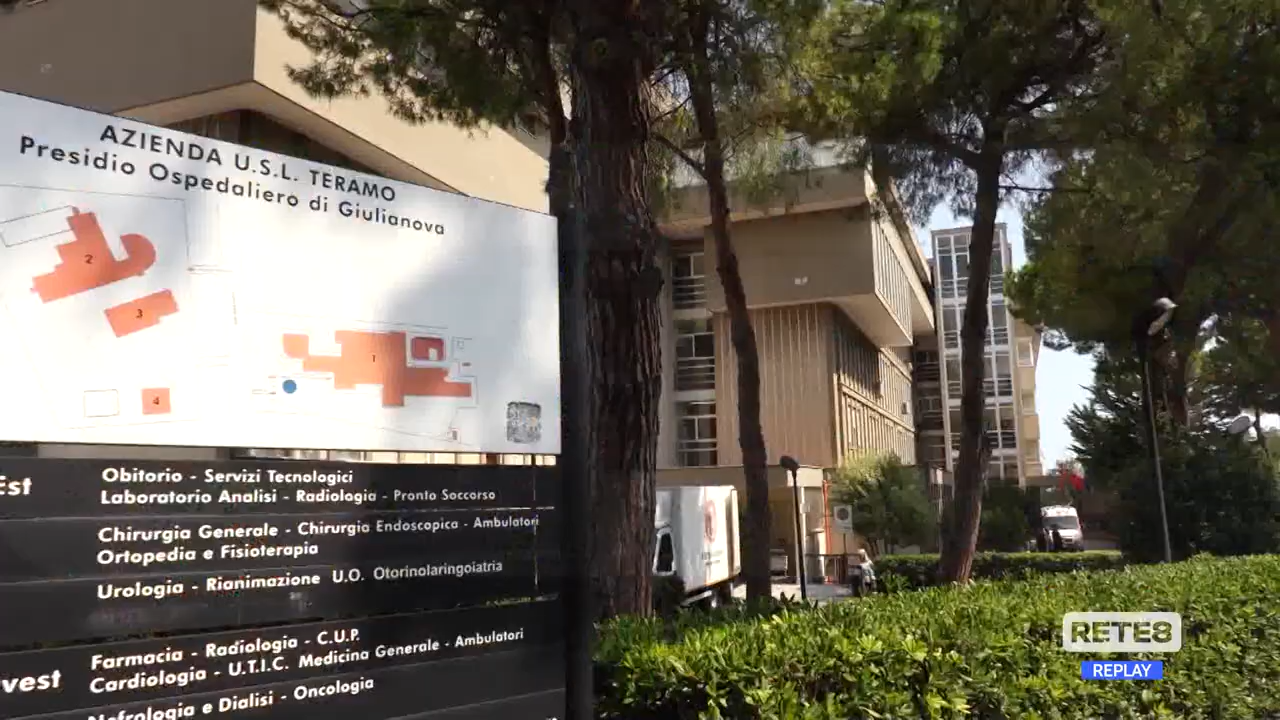 AZIENDA U.S.L. TERAMO
Presidio Ospedaliero di Giulianova
2
3
1
4
Est
Obitorio - Servizi Tecnologici
Laboratorio Analisi - Radiologia - Pronto Soccorso
Chirurgia Generale - Chirurgia Endoscopica - Ambulatori
Ortopedia e Fisioterapia
Urologia - Rianimazione U.O. Otorinolaringoiatria
vest
Farmacia - Radiologia - C.U.P.
Cardiologia - U.T.I.C. Medicina Generale - Ambulatori
Nefrologia e Dialisi - Oncologia
RETE8
REPLAY